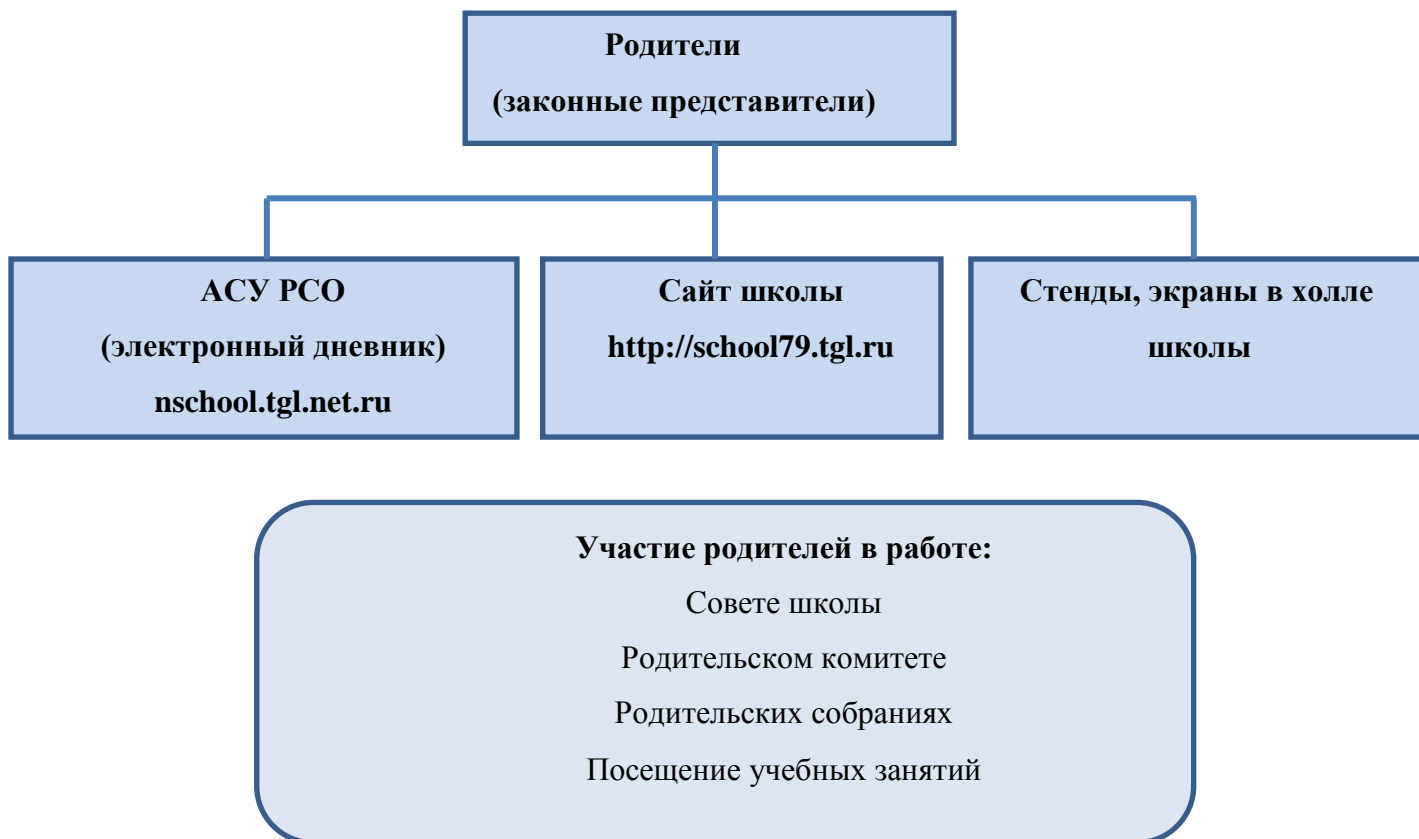 Родители
(законные представители)
АСУ РСО
(электронный дневник)
nschool.tgl.net.ru
Сайт школы
http://school79.tgl.ru
Стенды, экраны в холле
школы
Участие родителей в работе:
Совете школы
Родительском комитете
Родительских собраниях
Посещение учебных занятий